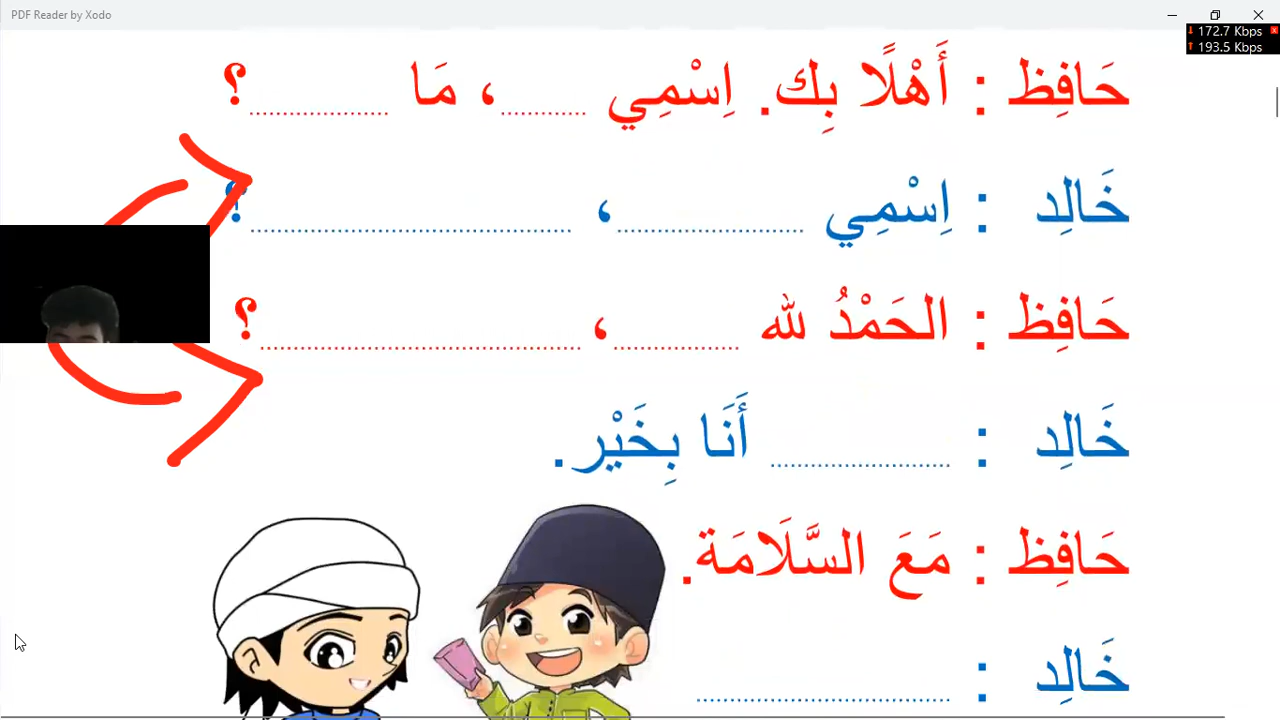 PDF Reader by Xodo
172.7 Kbps
193.5 Kbps
حَافِظ : أَهْلًا بِك. اِسْمِي ............، مَا ....................؟
خَالِد : اِسْمِي ...........................، ..............................................؟
حَافِظ : الحَمْدُ لله ..................، ..............................................؟
خَالِد : .......................... أَنَا بِخَيْر.
حَافِظ : مَعَ السَّلَامَة.
خَالِد : .....................................